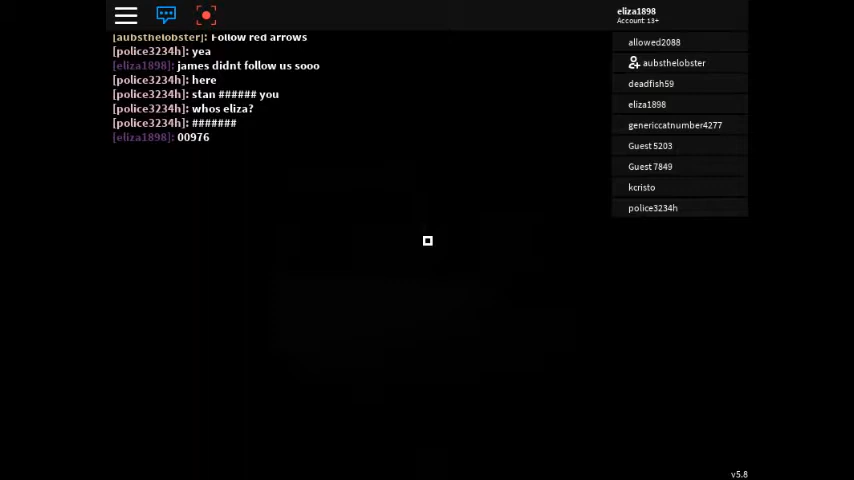 eliza1898
Account: 13+
[aubsthelobster]: Follow red arrows
[police3234h]: yea
[eliza1898]: james didnt follow us sooo
[police3234h]: here
[police3234h]: stan ###### you
[police3234h]: whos eliza?
[police3234h]: #######
[eliza1898]: 00976
allowed2088
aubsthelobster
deadfish59
eliza1898
genericcatnumber4277
Guest 5203
Guest 7849
kcristo
police3234h
v5.8